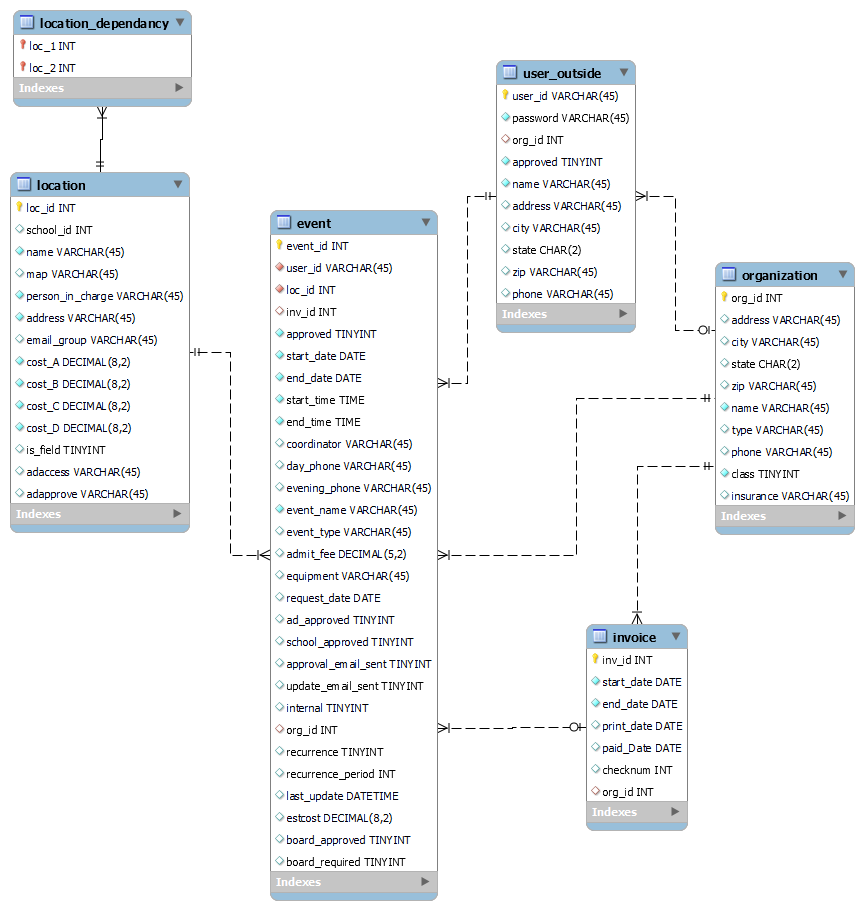 location_dependancy
loc_1 INT
loc_2 INT
Indexes
location
loc_id INT
school_id INT
name VARCHAR(45)
map VARCHAR(45)
person_in_charge VARCHAR(45)
address VARCHAR(45)
email_group VARCHAR(45)
cost_A DECIMAL(8,2)
cost_B DECIMAL(8,2)
cost_C DECIMAL(8,2)
cost_D DECIMAL(8,2)
is_field TINYINT
adaccess VARCHAR(45)
adapprove VARCHAR(45)
Indexes
event
event_id INT
user_id VARCHAR(45)
loc_id INT
inv_id INT
approved TINYINT
start_date DATE
end_date DATE
start_time TIME
end_time TIME
coordinator VARCHAR(45)
day_phone VARCHAR(45)
evening_phone VARCHAR(45)
event_name VARCHAR(45)
event_type VARCHAR(45)
admit_fee DECIMAL(5,2)
equipment VARCHAR(45)
request_date DATE
ad_approved TINYINT
school_approved TINYINT
approval_email_sent TINYINT
update_email_sent TINYINT
internal TINYINT
org_id INT
recurrence TINYINT
recurrence_period INT
last_update DATETIME
estcost DECIMAL(8,2)
board_approved TINYINT
board_required TINYINT
Indexes
user_outside
user_id VARCHAR(45)
password VARCHAR(45)
org_id INT
approved TINYINT
name VARCHAR(45)
address VARCHAR(45)
city VARCHAR(45)
state CHAR(2)
zip VARCHAR(45)
phone VARCHAR(45)
Indexes
organization
org_id INT
address VARCHAR(45)
city VARCHAR(45)
state CHAR(2)
zip VARCHAR(45)
name VARCHAR(45)
type VARCHAR(45)
phone VARCHAR(45)
class TINYINT
insurance VARCHAR(45)
Indexes
invoice
inv_id INT
start_date DATE
end_date DATE
print_date DATE
paid_Date DATE
checknum INT
org_id INT
Indexes